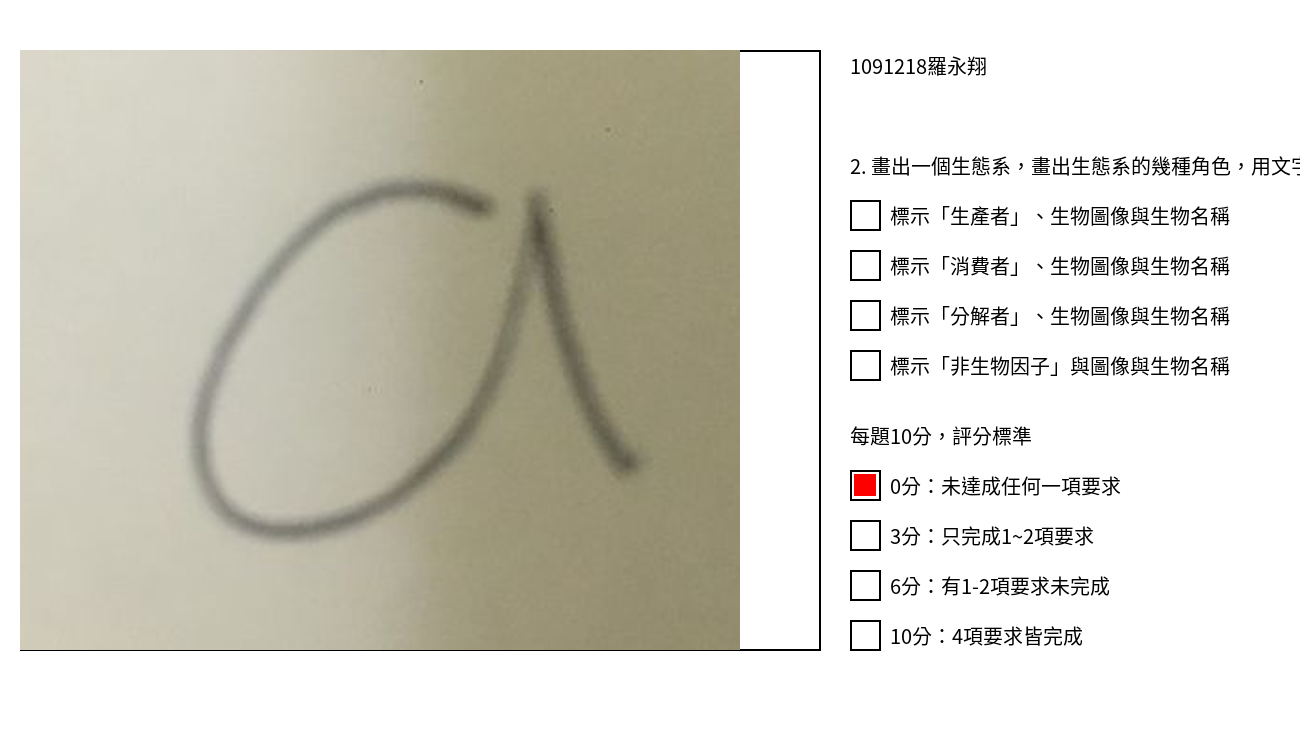 a
1091218羅永翔
2. 畫出一個生態系，畫出生態系的幾種角色，用文
標示「生產者」、生物圖像與生物名稱
標示「消費者」、生物圖像與生物名稱
標示「分解者」、生物圖像與生物名稱
標示「非生物因子」與圖像與生物名稱
每題10分，評分標準
0分：未達成任何一項要求
3分：只完成1~2項要求
6分：有1-2項要求未完成
10分：4項要求皆完成